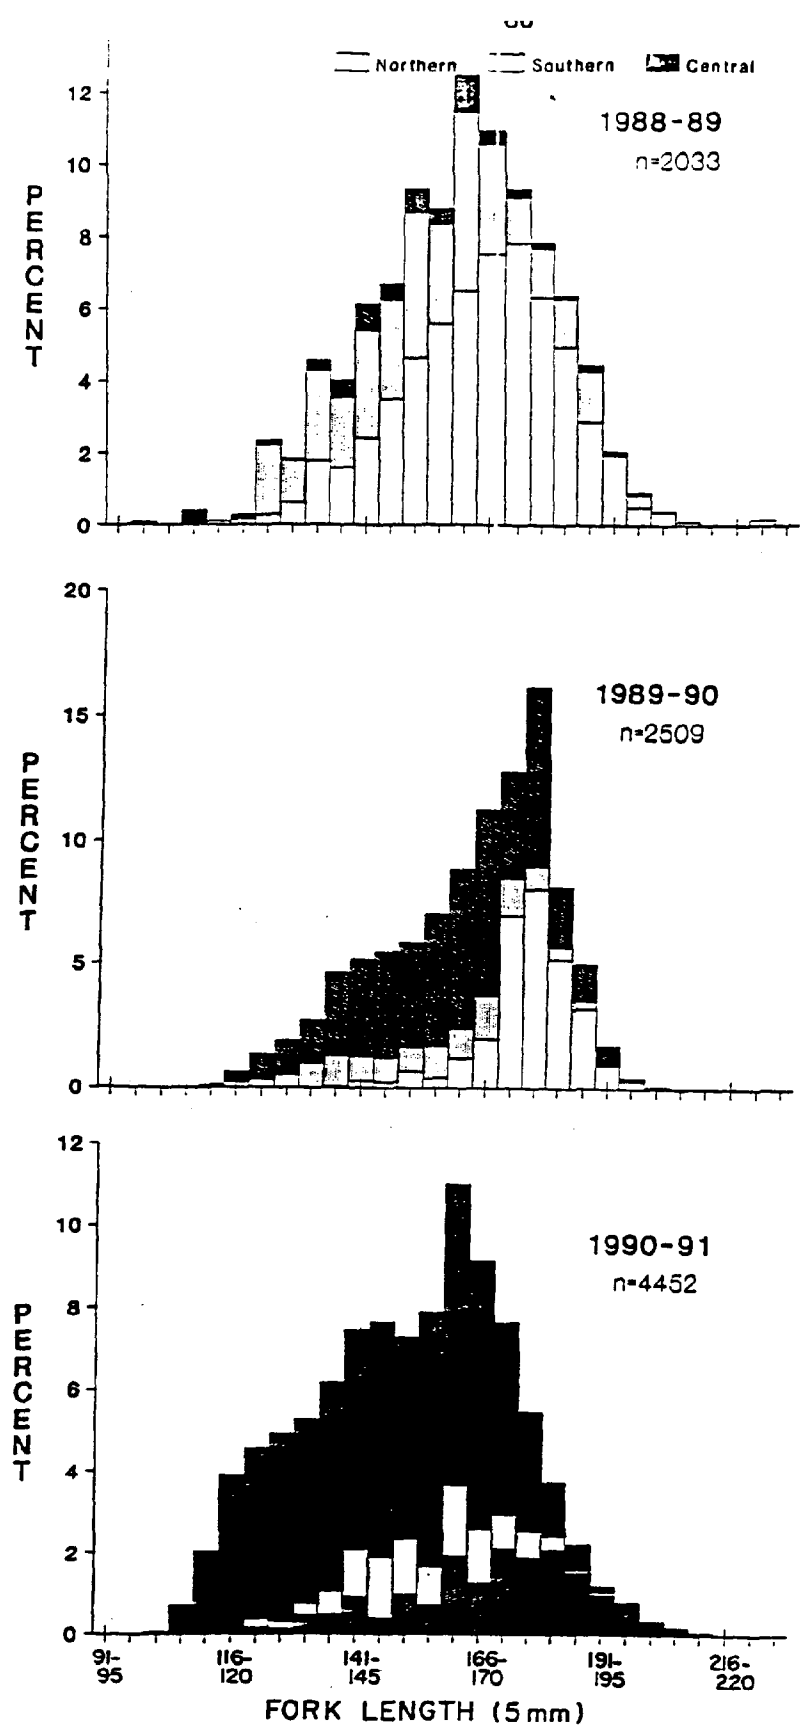 Northern Southern Central
1988-89
n=2033
PERCENT
12
10
8
6
4
2
0
1989-90
n=2509
PERCENT
20
15
10
5
0
1990-91
n=4452
PERCENT
12
10
8
6
4
2
0
91-95 116-120 141-145 166-170 191-195 216-220
FORK LENGTH (5mm)